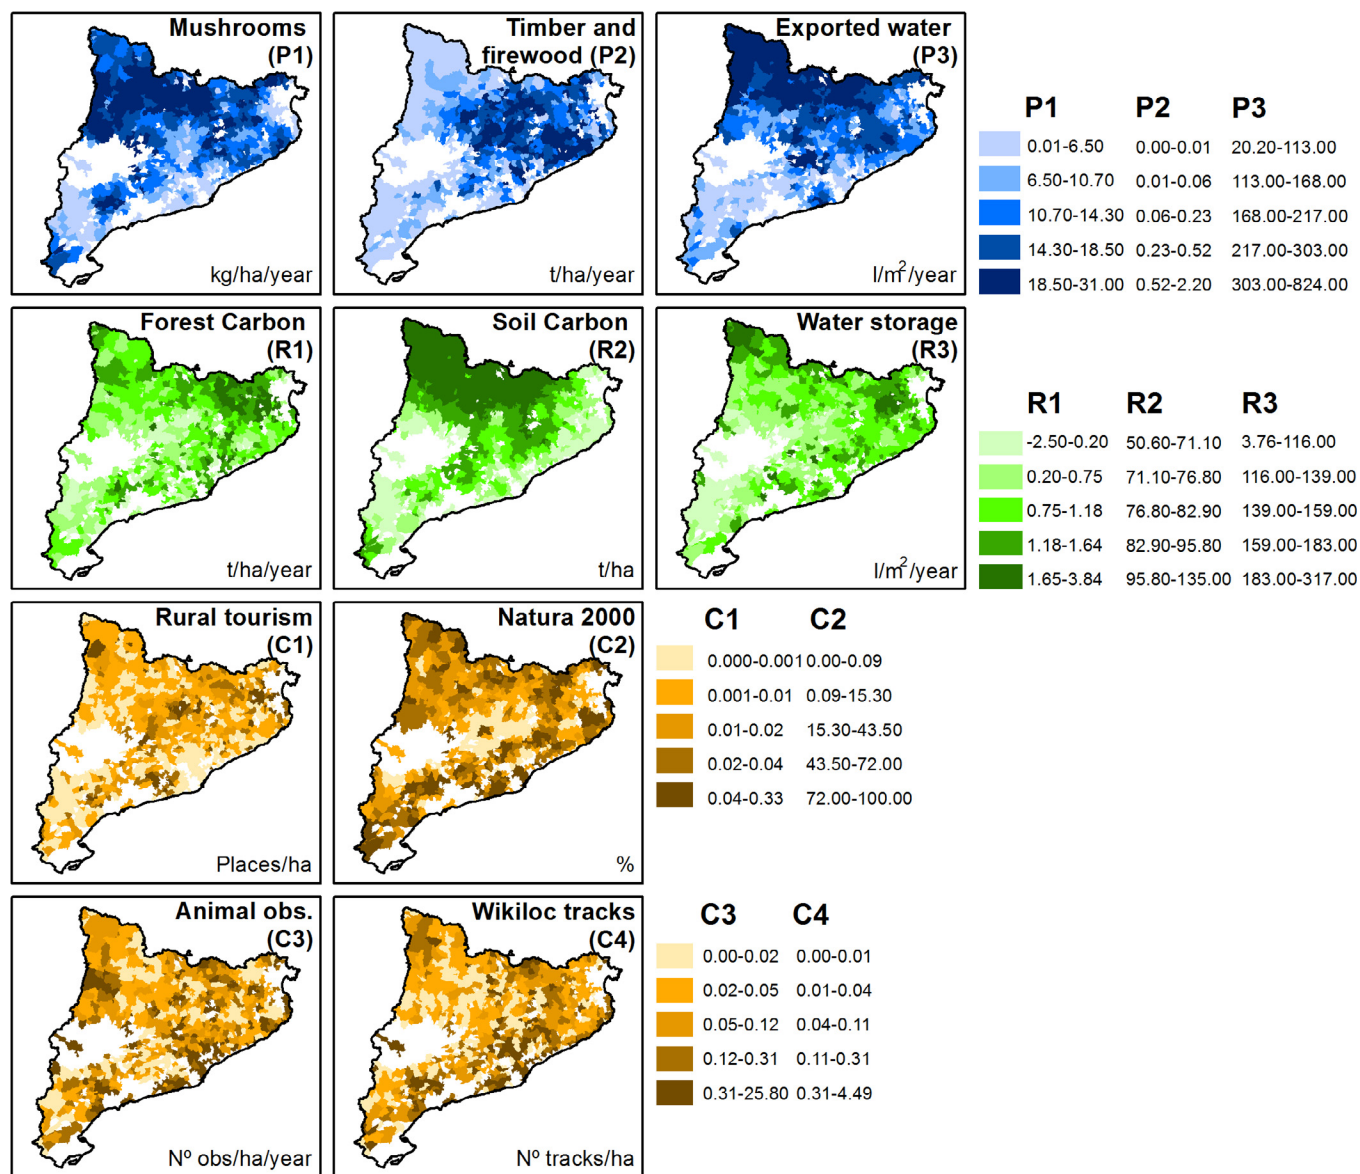 Mushrooms
(P1)
kg/ha/year
Timber and
firewood (P2)
t/ha/year
Exported water
(P3)
l/m²/year
P1 P2 P3
0.01-6.50 0.00-0.01 20.20-113.00
6.50-10.70 0.01-0.06 113.00-168.00
10.70-14.30 0.06-0.23 168.00-217.00
14.30-18.50 0.23-0.52 217.00-303.00
18.50-31.00 0.52-2.20 303.00-824.00
Forest Carbon
(R1)
t/ha/year
Soil Carbon
(R2)
t/ha
Water storage
(R3)
l/m²/year
R1 R2 R3
-2.50-0.20 50.60-71.10 3.76-116.00
0.20-0.75 71.10-76.80 116.00-139.00
0.75-1.18 76.80-82.90 139.00-159.00
1.18-1.64 82.90-95.80 159.00-183.00
1.65-3.84 95.80-135.00 183.00-317.00
Rural tourism
(C1)
Places/ha
Natura 2000
(C2)
%
C1 C2
0.000-0.001 0.00-0.09
0.001-0.01 0.09-15.30
0.01-0.02 15.30-43.50
0.02-0.04 43.50-72.00
0.04-0.33 72.00-100.00
Animal obs.
(C3)
Nº obs/ha/year
Wikiloc tracks
(C4)
Nº tracks/ha
C3 C4
0.00-0.02 0.00-0.01
0.02-0.05 0.01-0.04
0.05-0.12 0.04-0.11
0.12-0.31 0.11-0.31
0.31-25.80 0.31-4.49